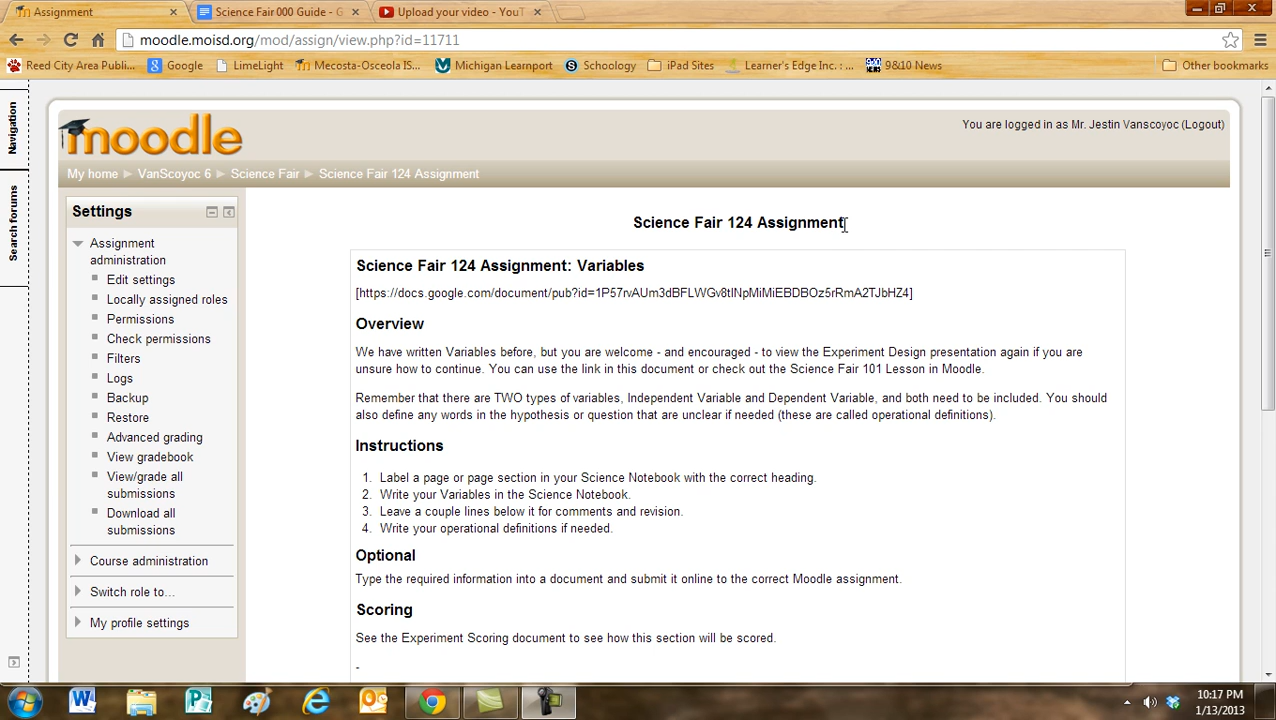 Assignment
Science Fair 000 Guide - G
Upload your video - YouT
moodle.moisd.org/mod/assign/view.php?id=11711
Reed City Area Publi...
Google
LimeLight
Mecosta-Osceola IS...
Michigan Learnport
Schoology
iPad Sites
Learner's Edge Inc. : ...
9&10 News
Other bookmarks
Navigation
Search forums
moodle
You are logged in as Mr. Jestin Vanscoyoc (Logout)
My home ► VanScoyoc 6 ► Science Fair ► Science Fair 124 Assignment
Settings
Assignment
administration
Edit settings
Locally assigned roles
Permissions
Check permissions
Filters
Logs
Backup
Restore
Advanced grading
View gradebook
View/grade all
submissions
Download all
submissions
Course administration
Switch role to...
My profile settings
Science Fair 124 Assignment
Science Fair 124 Assignment: Variables
[https://docs.google.com/document/pub?id=1P57rvAUm3dBFLWGv8tINpMiMiEBDBOz5rRmA2TJbHZ4]
Overview
We have written Variables before, but you are welcome - and encouraged - to view the Experiment Design presentation again if you are
unsure how to continue. You can use the link in this document or check out the Science Fair 101 Lesson in Moodle.
Remember that there are TWO types of variables, Independent Variable and Dependent Variable, and both need to be included. You should
also define any words in the hypothesis or question that are unclear if needed (these are called operational definitions).
Instructions
1. Label a page or page section in your Science Notebook with the correct heading.
2. Write your Variables in the Science Notebook.
3. Leave a couple lines below it for comments and revision.
4. Write your operational definitions if needed.
Optional
Type the required information into a document and submit it online to the correct Moodle assignment.
Scoring
See the Experiment Scoring document to see how this section will be scored.
-
10:17 PM
1/13/2013